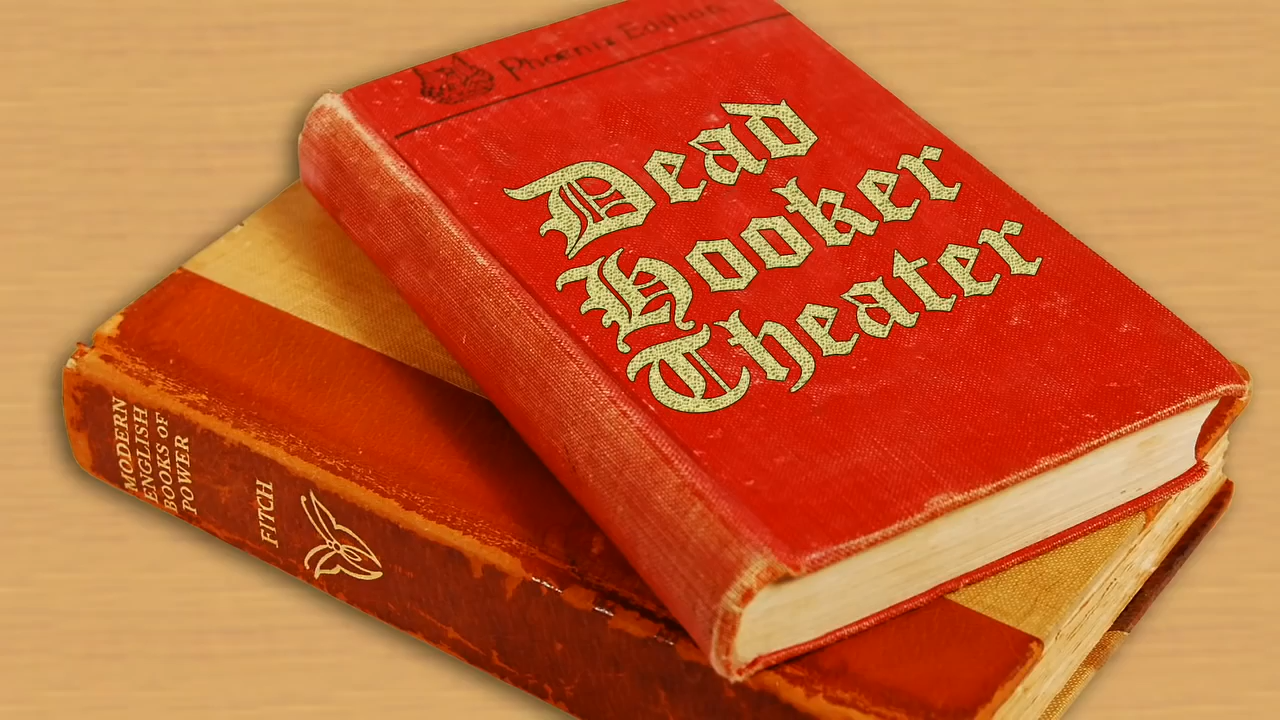 Phoenix Edition
Dead
Hooker
Theater
MODERN
ENGLISH
BOOKS OF
POWER
FITCH